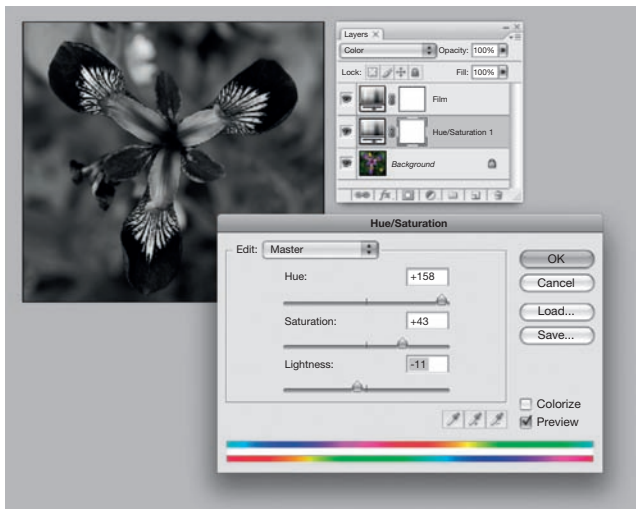 Layers ×
Color Opacity: 100%
Lock: Fill: 100%
Film
Hue/Saturation 1
Background
fx
Hue/Saturation
Edit: Master
OK
Hue: +158
Cancel
Load...
Saturation: +43
Save...
Lightness: -11
Colorize
Preview